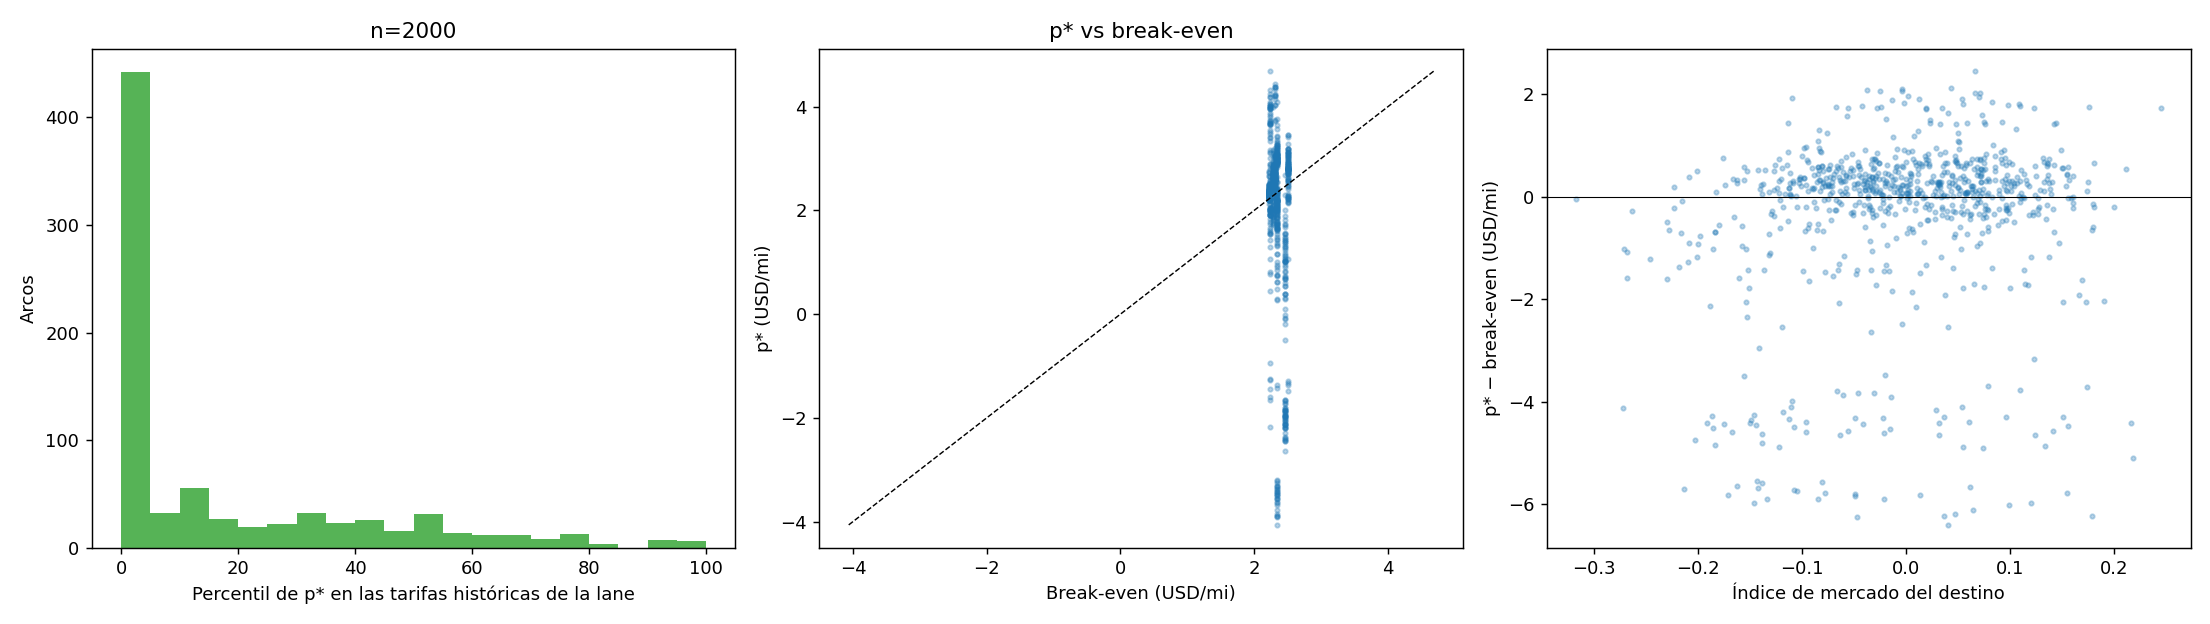 n=2000
Arcos
400
300
200
100
0
0 20 40 60 80 100
Percentil de p* en las tarifas históricas de la lane
p* vs break-even
p* (USD/mi)
4
2
0
−2
−4
−4 −2 0 2 4
Break-even (USD/mi)
p* − break-even (USD/mi)
2
0
−2
−4
−6
−0.3 −0.2 −0.1 0.0 0.1 0.2
Índice de mercado del destino